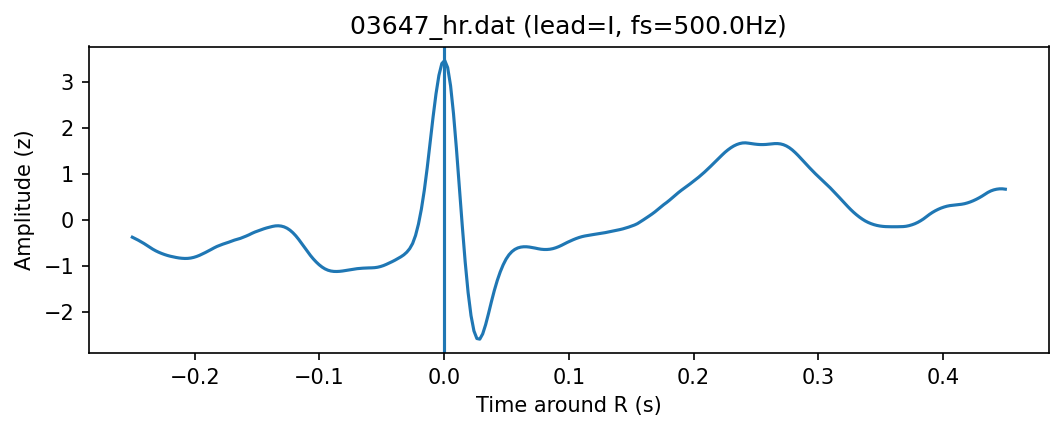 03647_hr.dat (lead=I, fs=500.0Hz)
Amplitude (z)
3
2
1
0
−1
−2
−0.2 −0.1 0.0 0.1 0.2 0.3 0.4
Time around R (s)